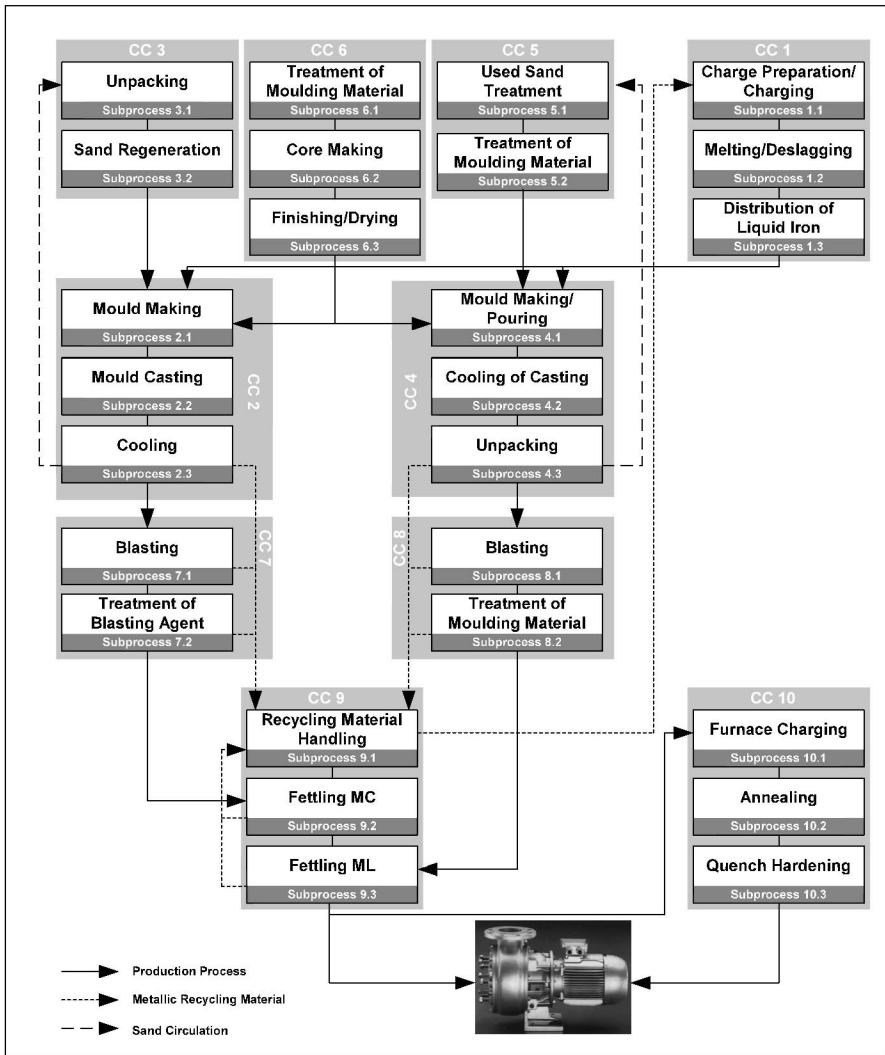 CC 3
Unpacking
Subprocess 3.1
Sand Regeneration
Subprocess 3.2
CC 6
Treatment of
Moulding Material
Subprocess 6.1
Core Making
Subprocess 6.2
Finishing/Drying
Subprocess 6.3
CC 5
Used Sand
Treatment
Subprocess 5.1
Treatment of
Moulding Material
Subprocess 5.2
CC 1
Charge Preparation/
Charging
Subprocess 1.1
Melting/Deslagging
Subprocess 1.2
Distribution of
Liquid Iron
Subprocess 1.3
Mould Making
Subprocess 2.1
Mould Casting
Subprocess 2.2
Cooling
Subprocess 2.3
CC 2
CC 4
Mould Making/
Pouring
Subprocess 4.1
Cooling of Casting
Subprocess 4.2
Unpacking
Subprocess 4.3
Blasting
Subprocess 7.1
Treatment of
Blasting Agent
Subprocess 7.2
CC 7
CC 8
Blasting
Subprocess 8.1
Treatment of
Moulding Material
Subprocess 8.2
CC 9
Recycling Material
Handling
Subprocess 9.1
Fettling MC
Subprocess 9.2
Fettling ML
Subprocess 9.3
CC 10
Furnace Charging
Subprocess 10.1
Annealing
Subprocess 10.2
Quench Hardening
Subprocess 10.3
Production Process
Metallic Recycling Material
Sand Circulation